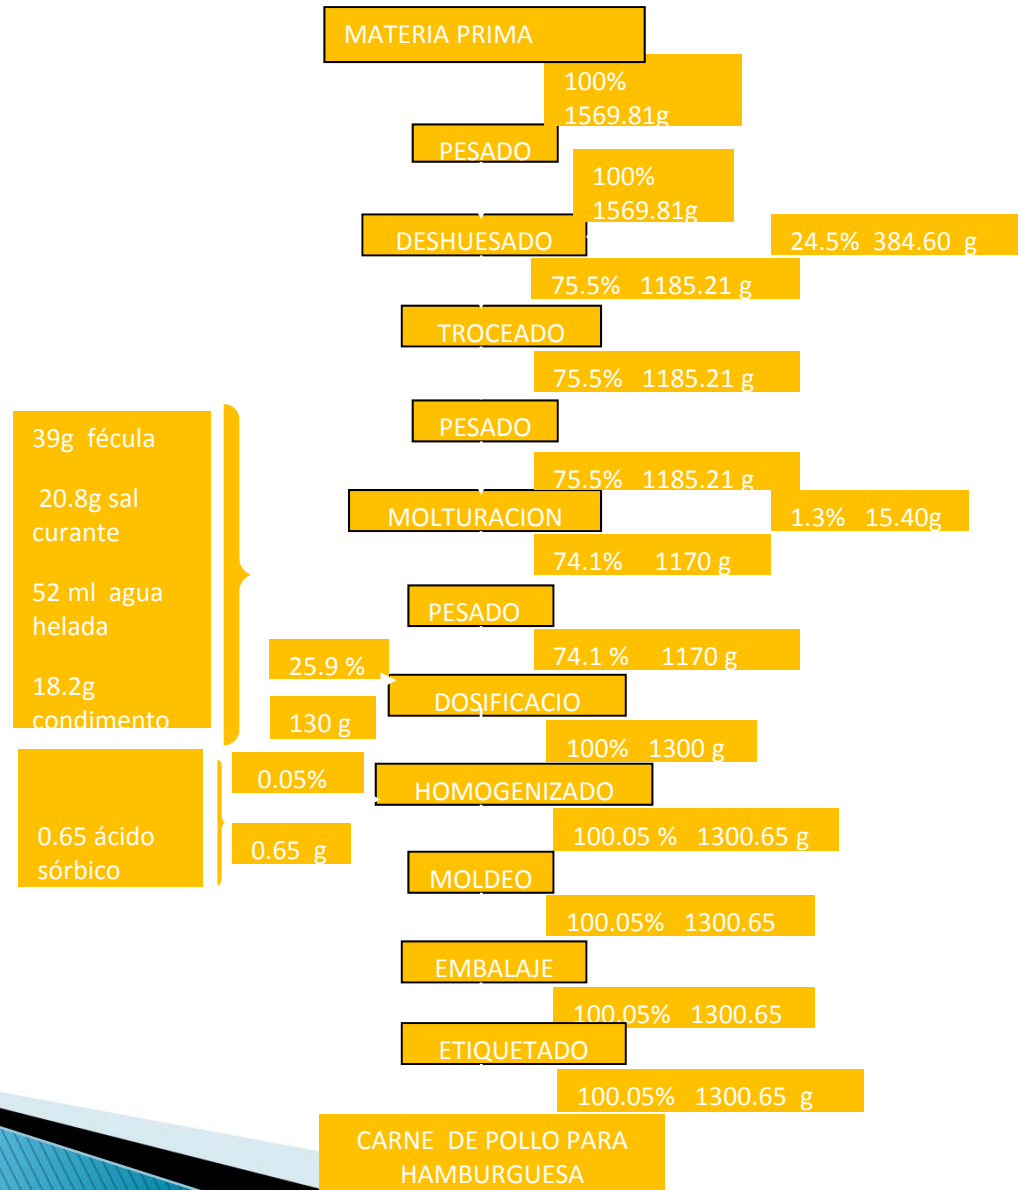 MATERIA PRIMA
100%
1569.81g
PESADO
100%
1569.81g
DESHUESADO
24.5% 384.60 g
75.5% 1185.21 g
TROCEADO
75.5% 1185.21 g
PESADO
75.5% 1185.21 g
MOLTURACION
1.3% 15.40g
74.1% 1170 g
PESADO
74.1 % 1170 g
39g fécula
20.8g sal
curante
52 ml agua
helada
18.2g
condimento
25.9 %
130 g
DOSIFICACIO
100% 1300 g
0.65 ácido
sórbico
0.05%
0.65 g
HOMOGENIZADO
100.05 % 1300.65 g
MOLDEO
100.05% 1300.65
EMBALAJE
100.05% 1300.65
ETIQUETADO
100.05% 1300.65 g
CARNE DE POLLO PARA
HAMBURGUESA